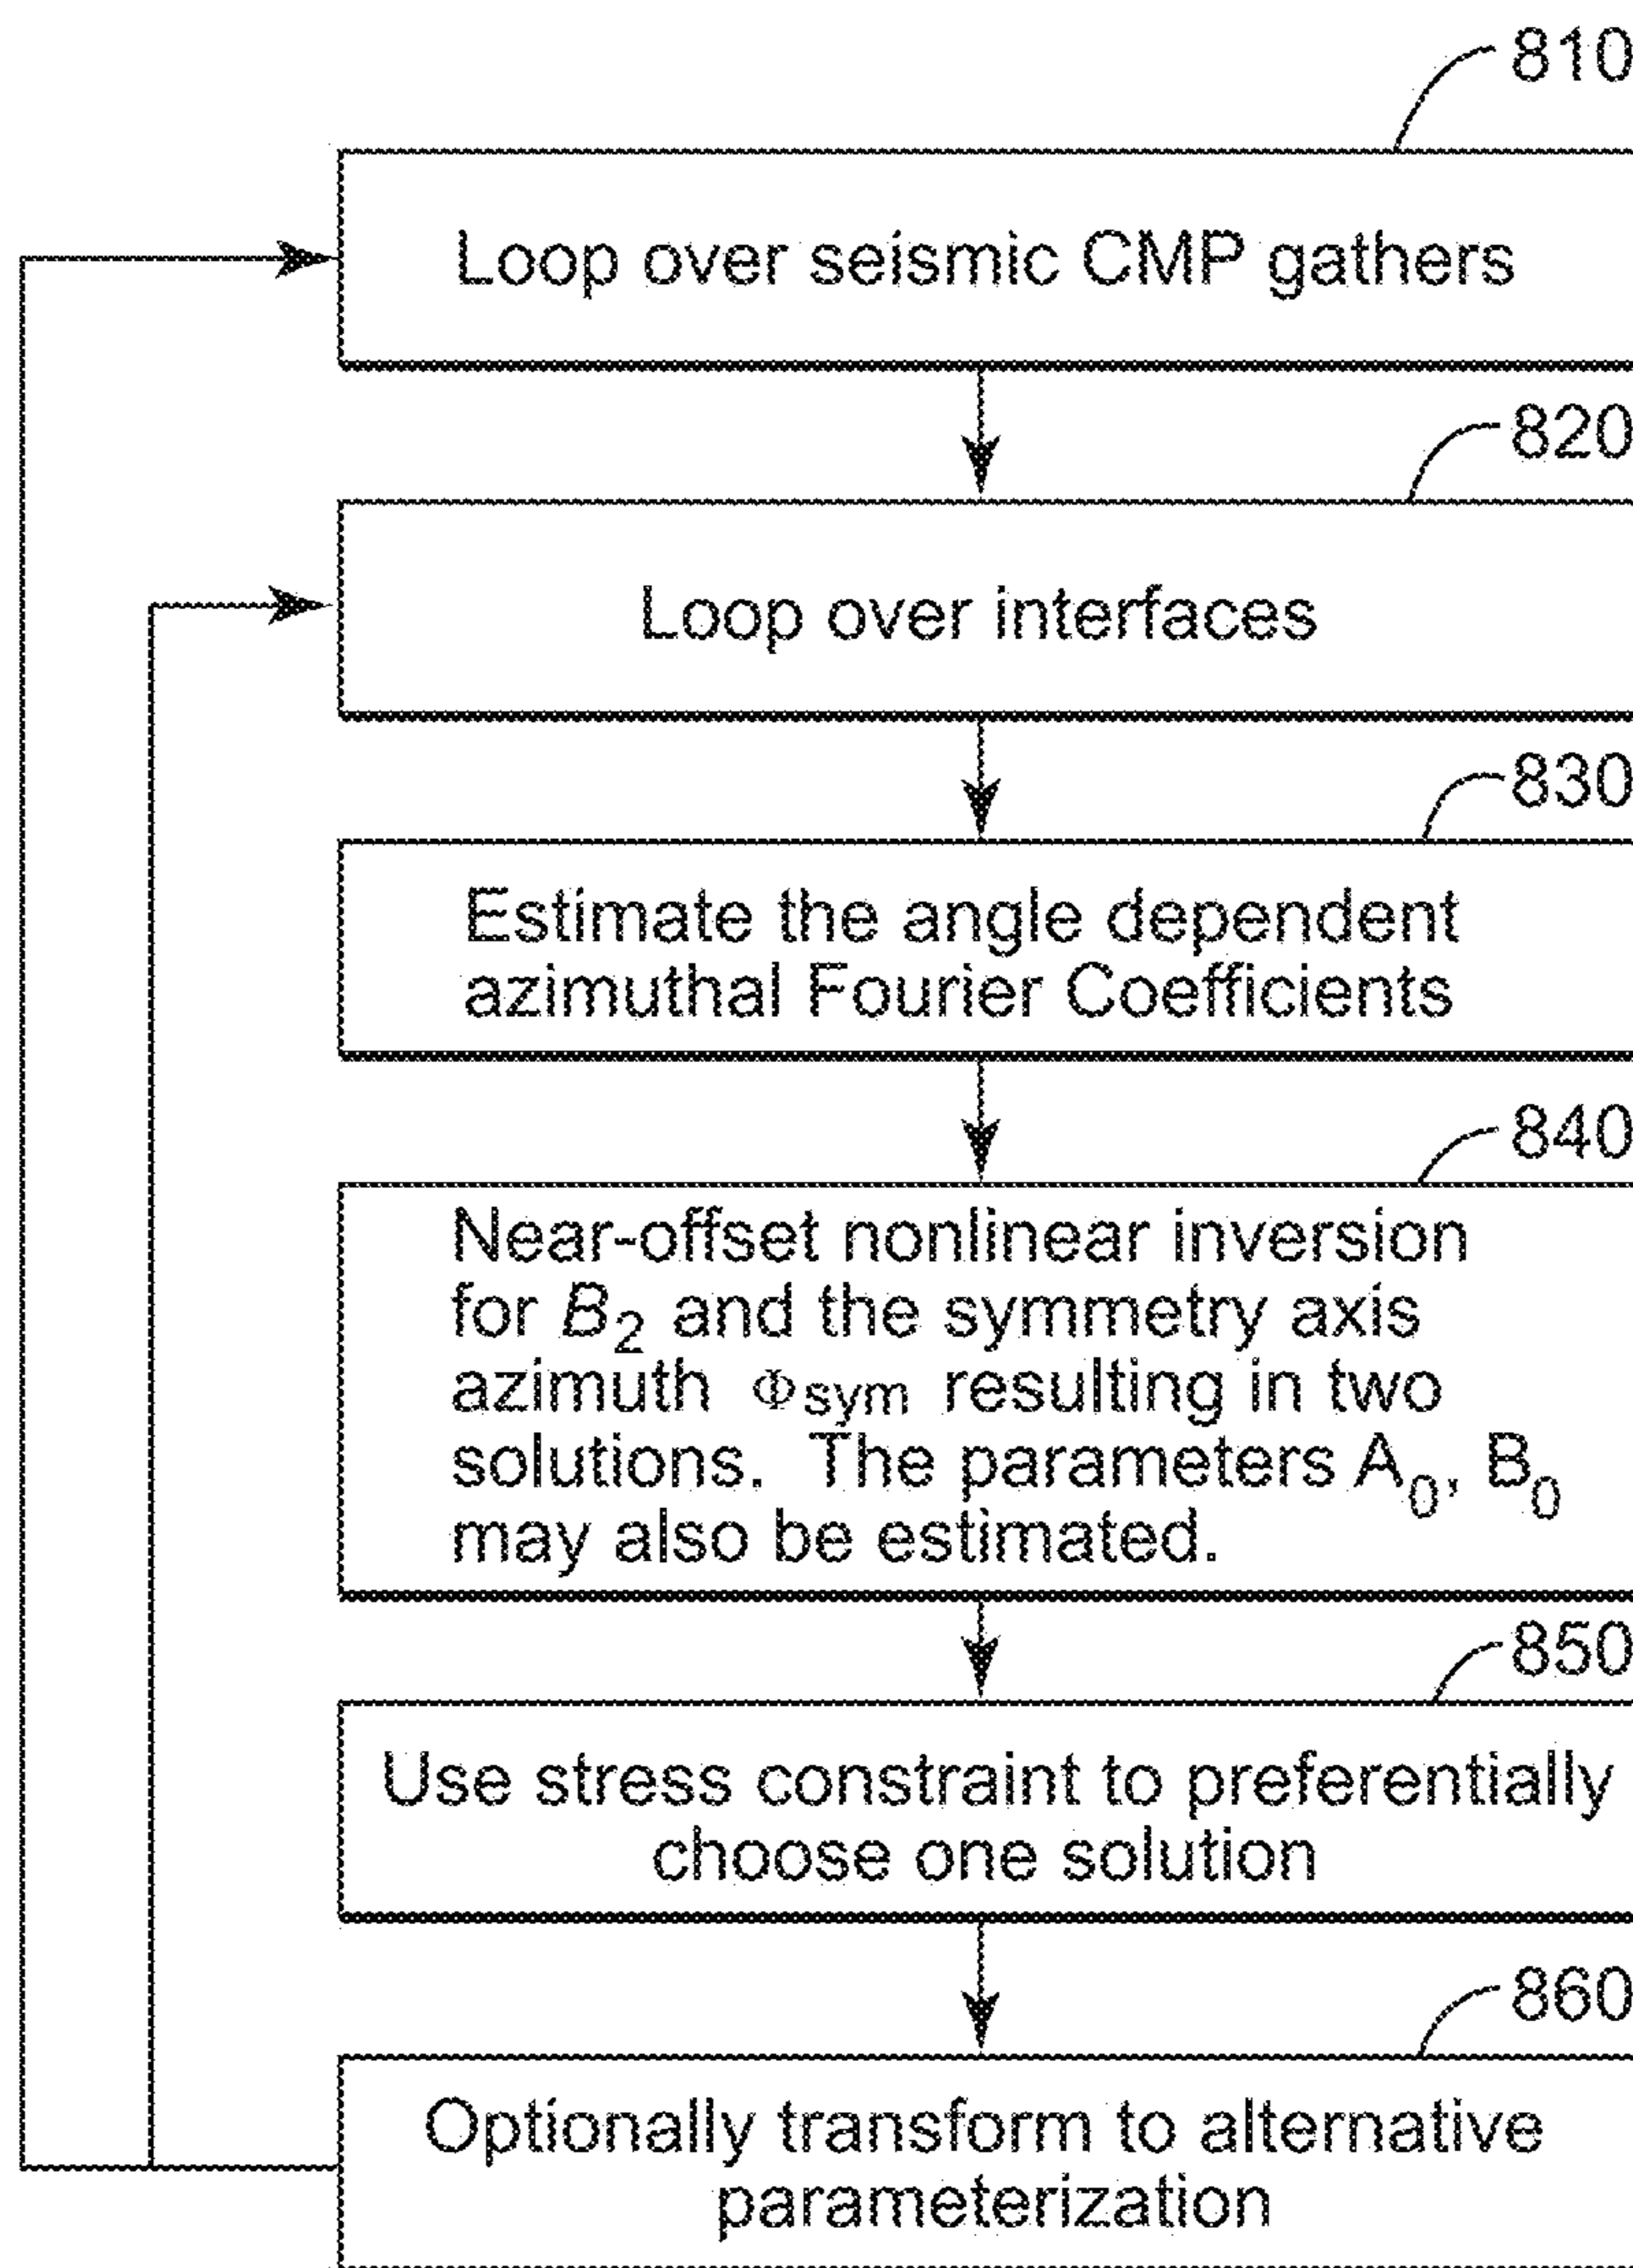 810
Loop over seismic CMP gathers
820
Loop over interfaces
830
Estimate the angle dependent
azimuthal Fourier Coefficients
840
Near-offset nonlinear inversion
for B₂ and the symmetry axis
azimuth Φsym resulting in two
solutions. The parameters A₀, B₀
may also be estimated.
850
Use stress constraint to preferentially
choose one solution
860
Optionally transform to alternative
parameterization